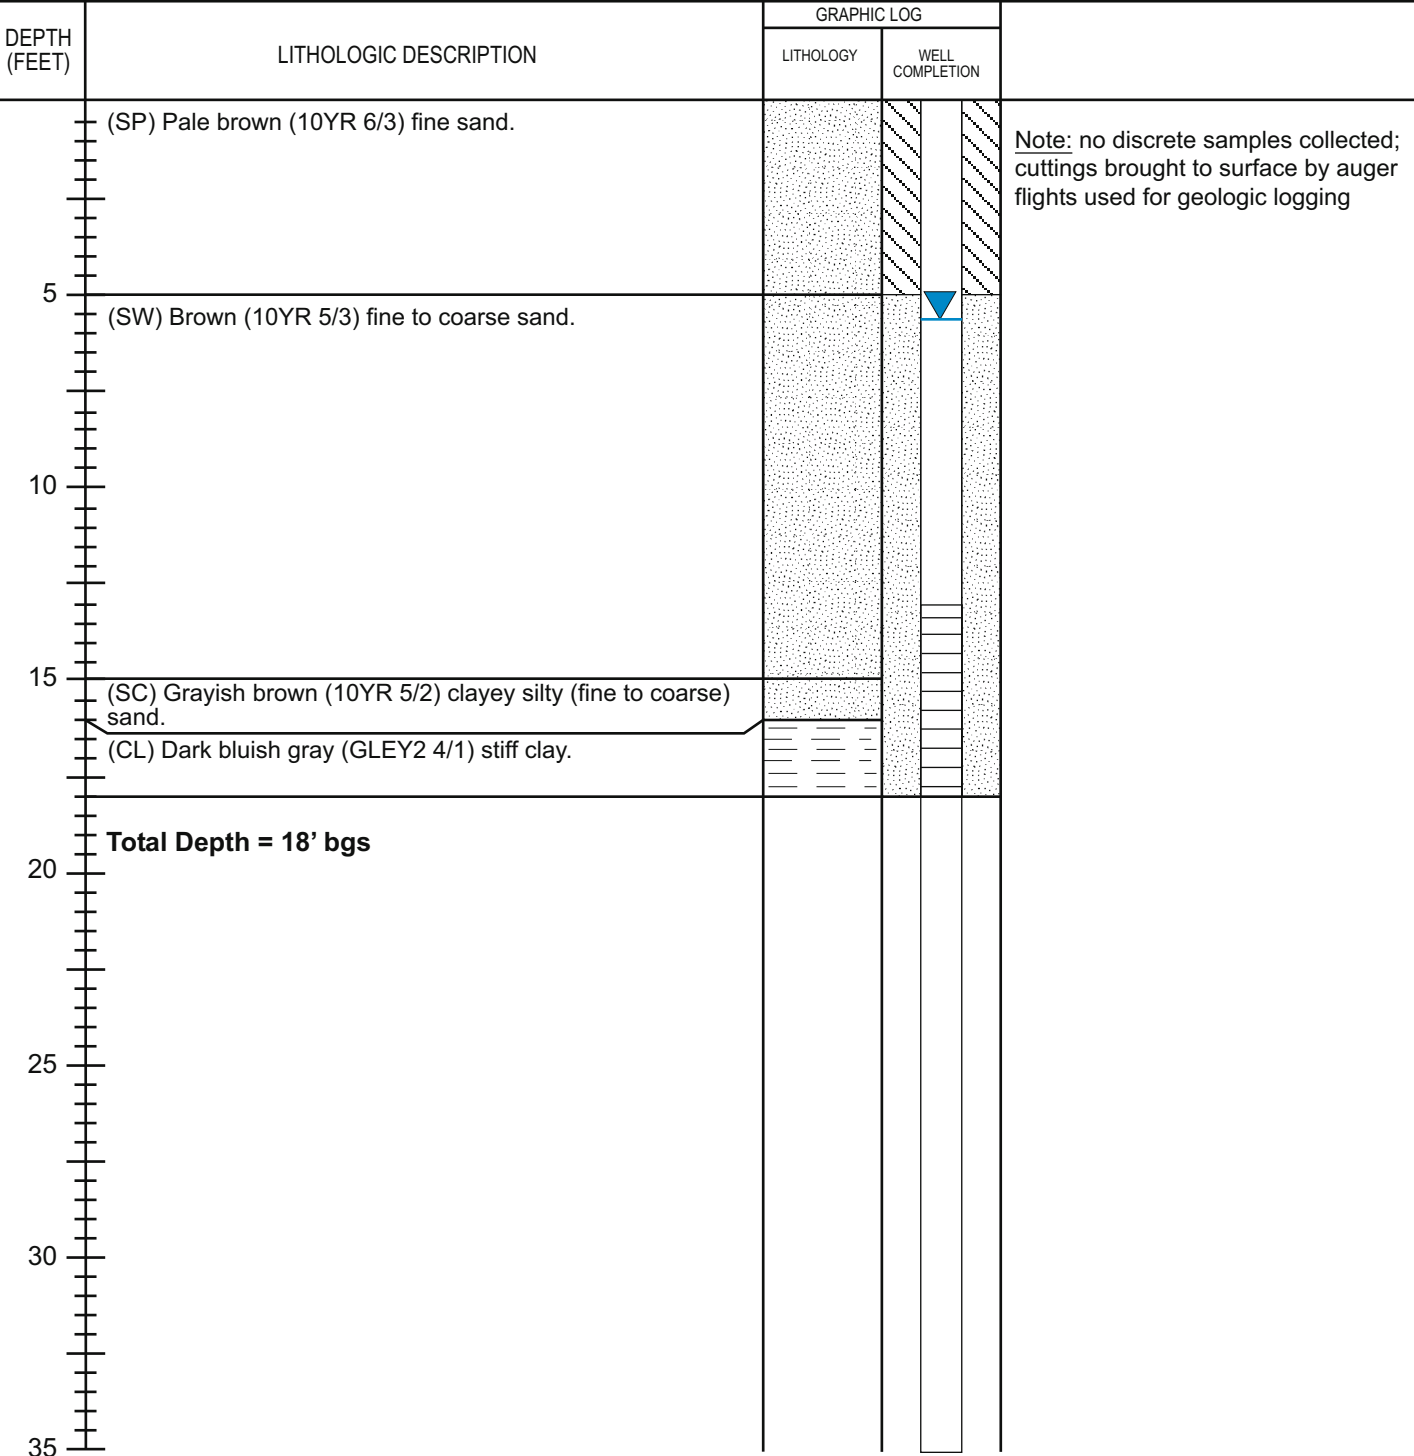 DEPTH
(FEET)
LITHOLOGIC DESCRIPTION
GRAPHIC LOG
LITHOLOGY
WELL
COMPLETION
(SP) Pale brown (10YR 6/3) fine sand.
Note: no discrete samples collected;
cuttings brought to surface by auger
flights used for geologic logging
5
(SW) Brown (10YR 5/3) fine to coarse sand.
10
15
(SC) Grayish brown (10YR 5/2) clayey silty (fine to coarse)
sand.
(CL) Dark bluish gray (GLEY2 4/1) stiff clay.
Total Depth = 18’ bgs
20
25
30
35